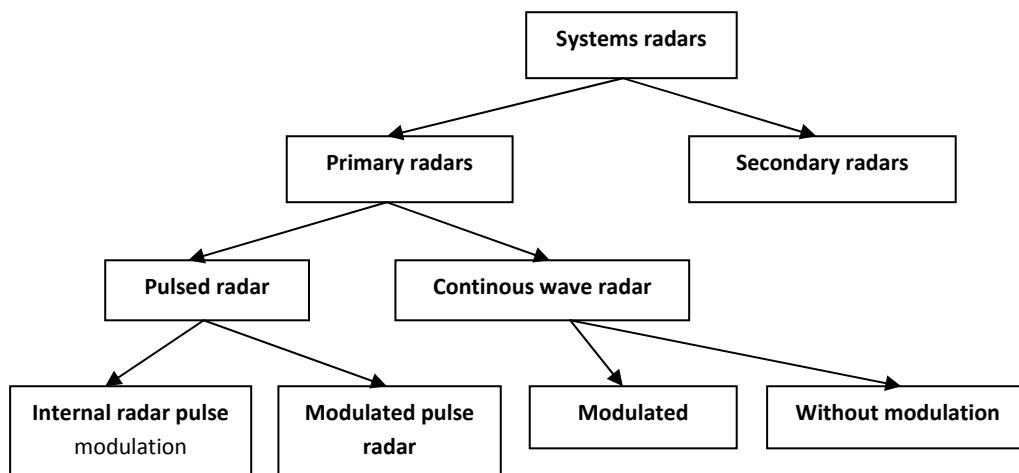 Systems radars
Primary radars
Secondary radars
Pulsed radar
Continous wave radar
Internal radar pulse
modulation
Modulated pulse
radar
Modulated
Without modulation